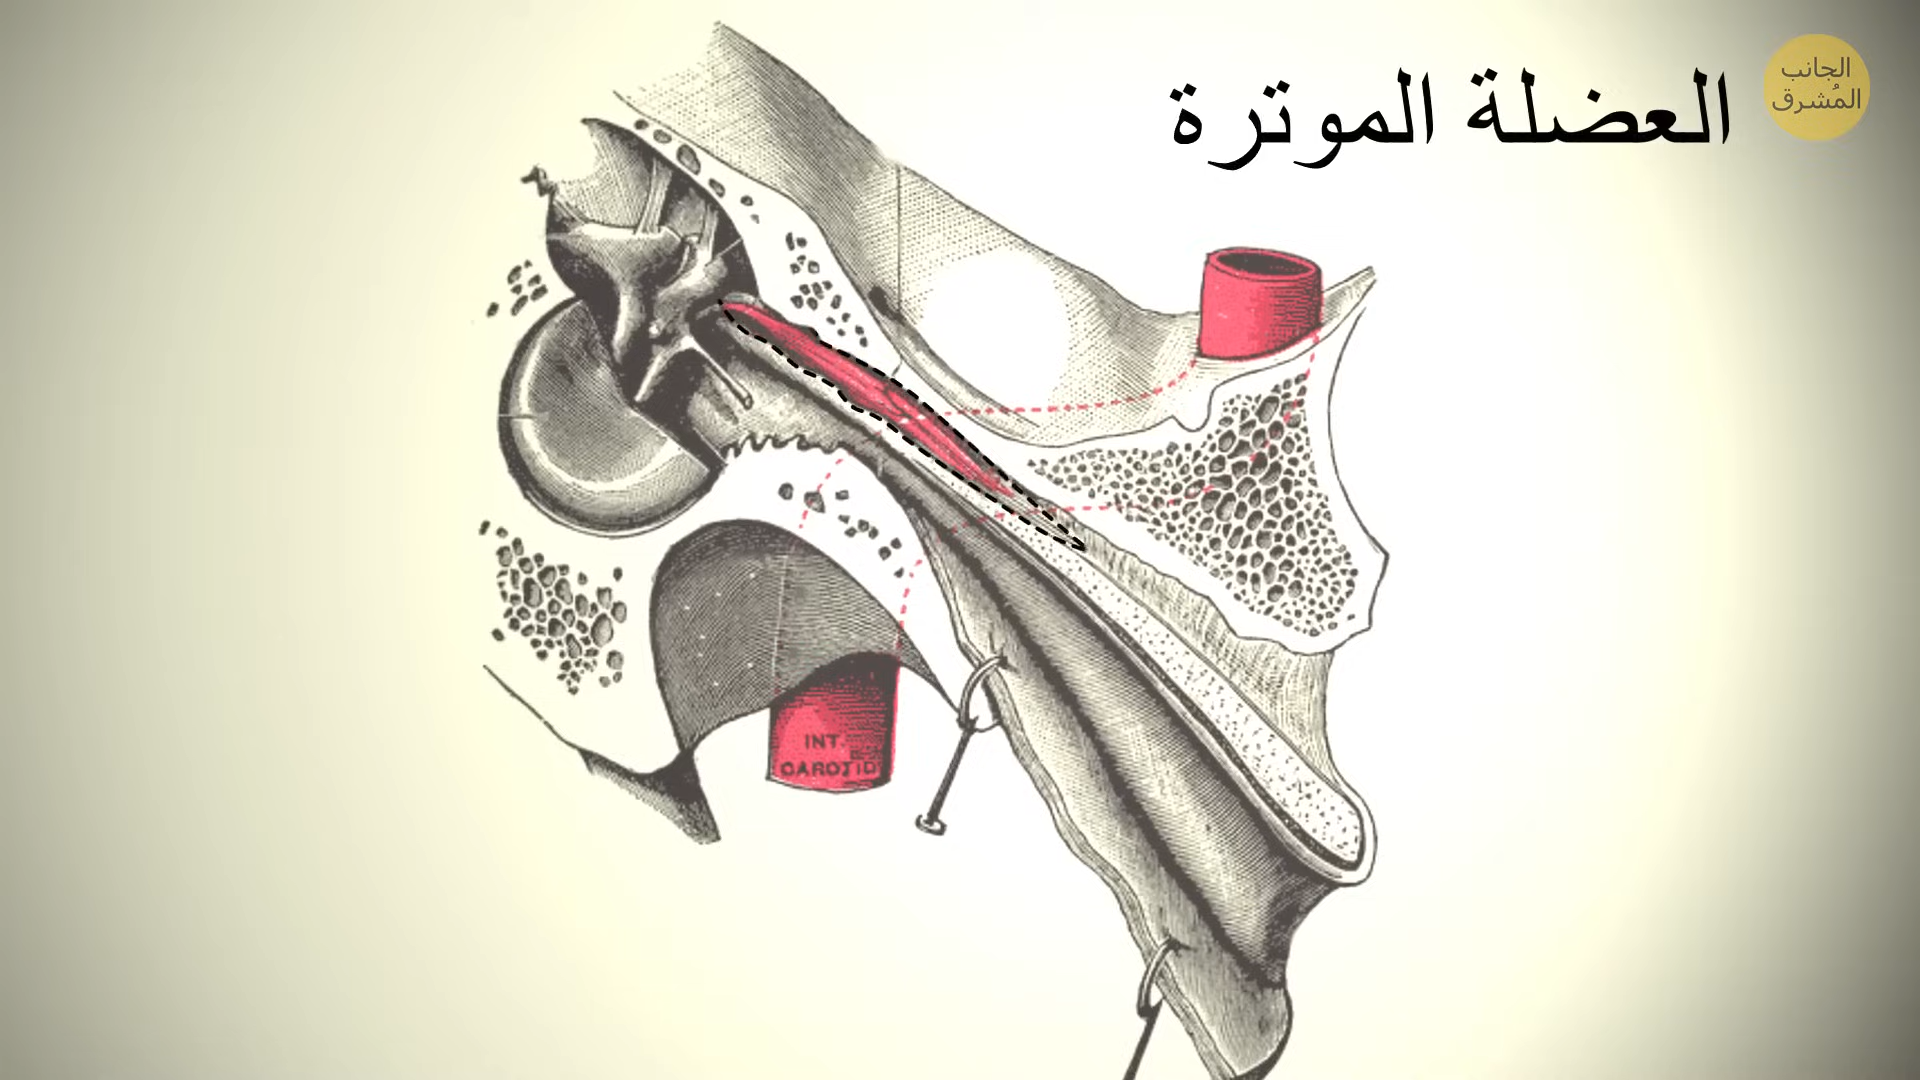 العضلة الموترة
الجانب
المُشرق
INT.
CAROTID